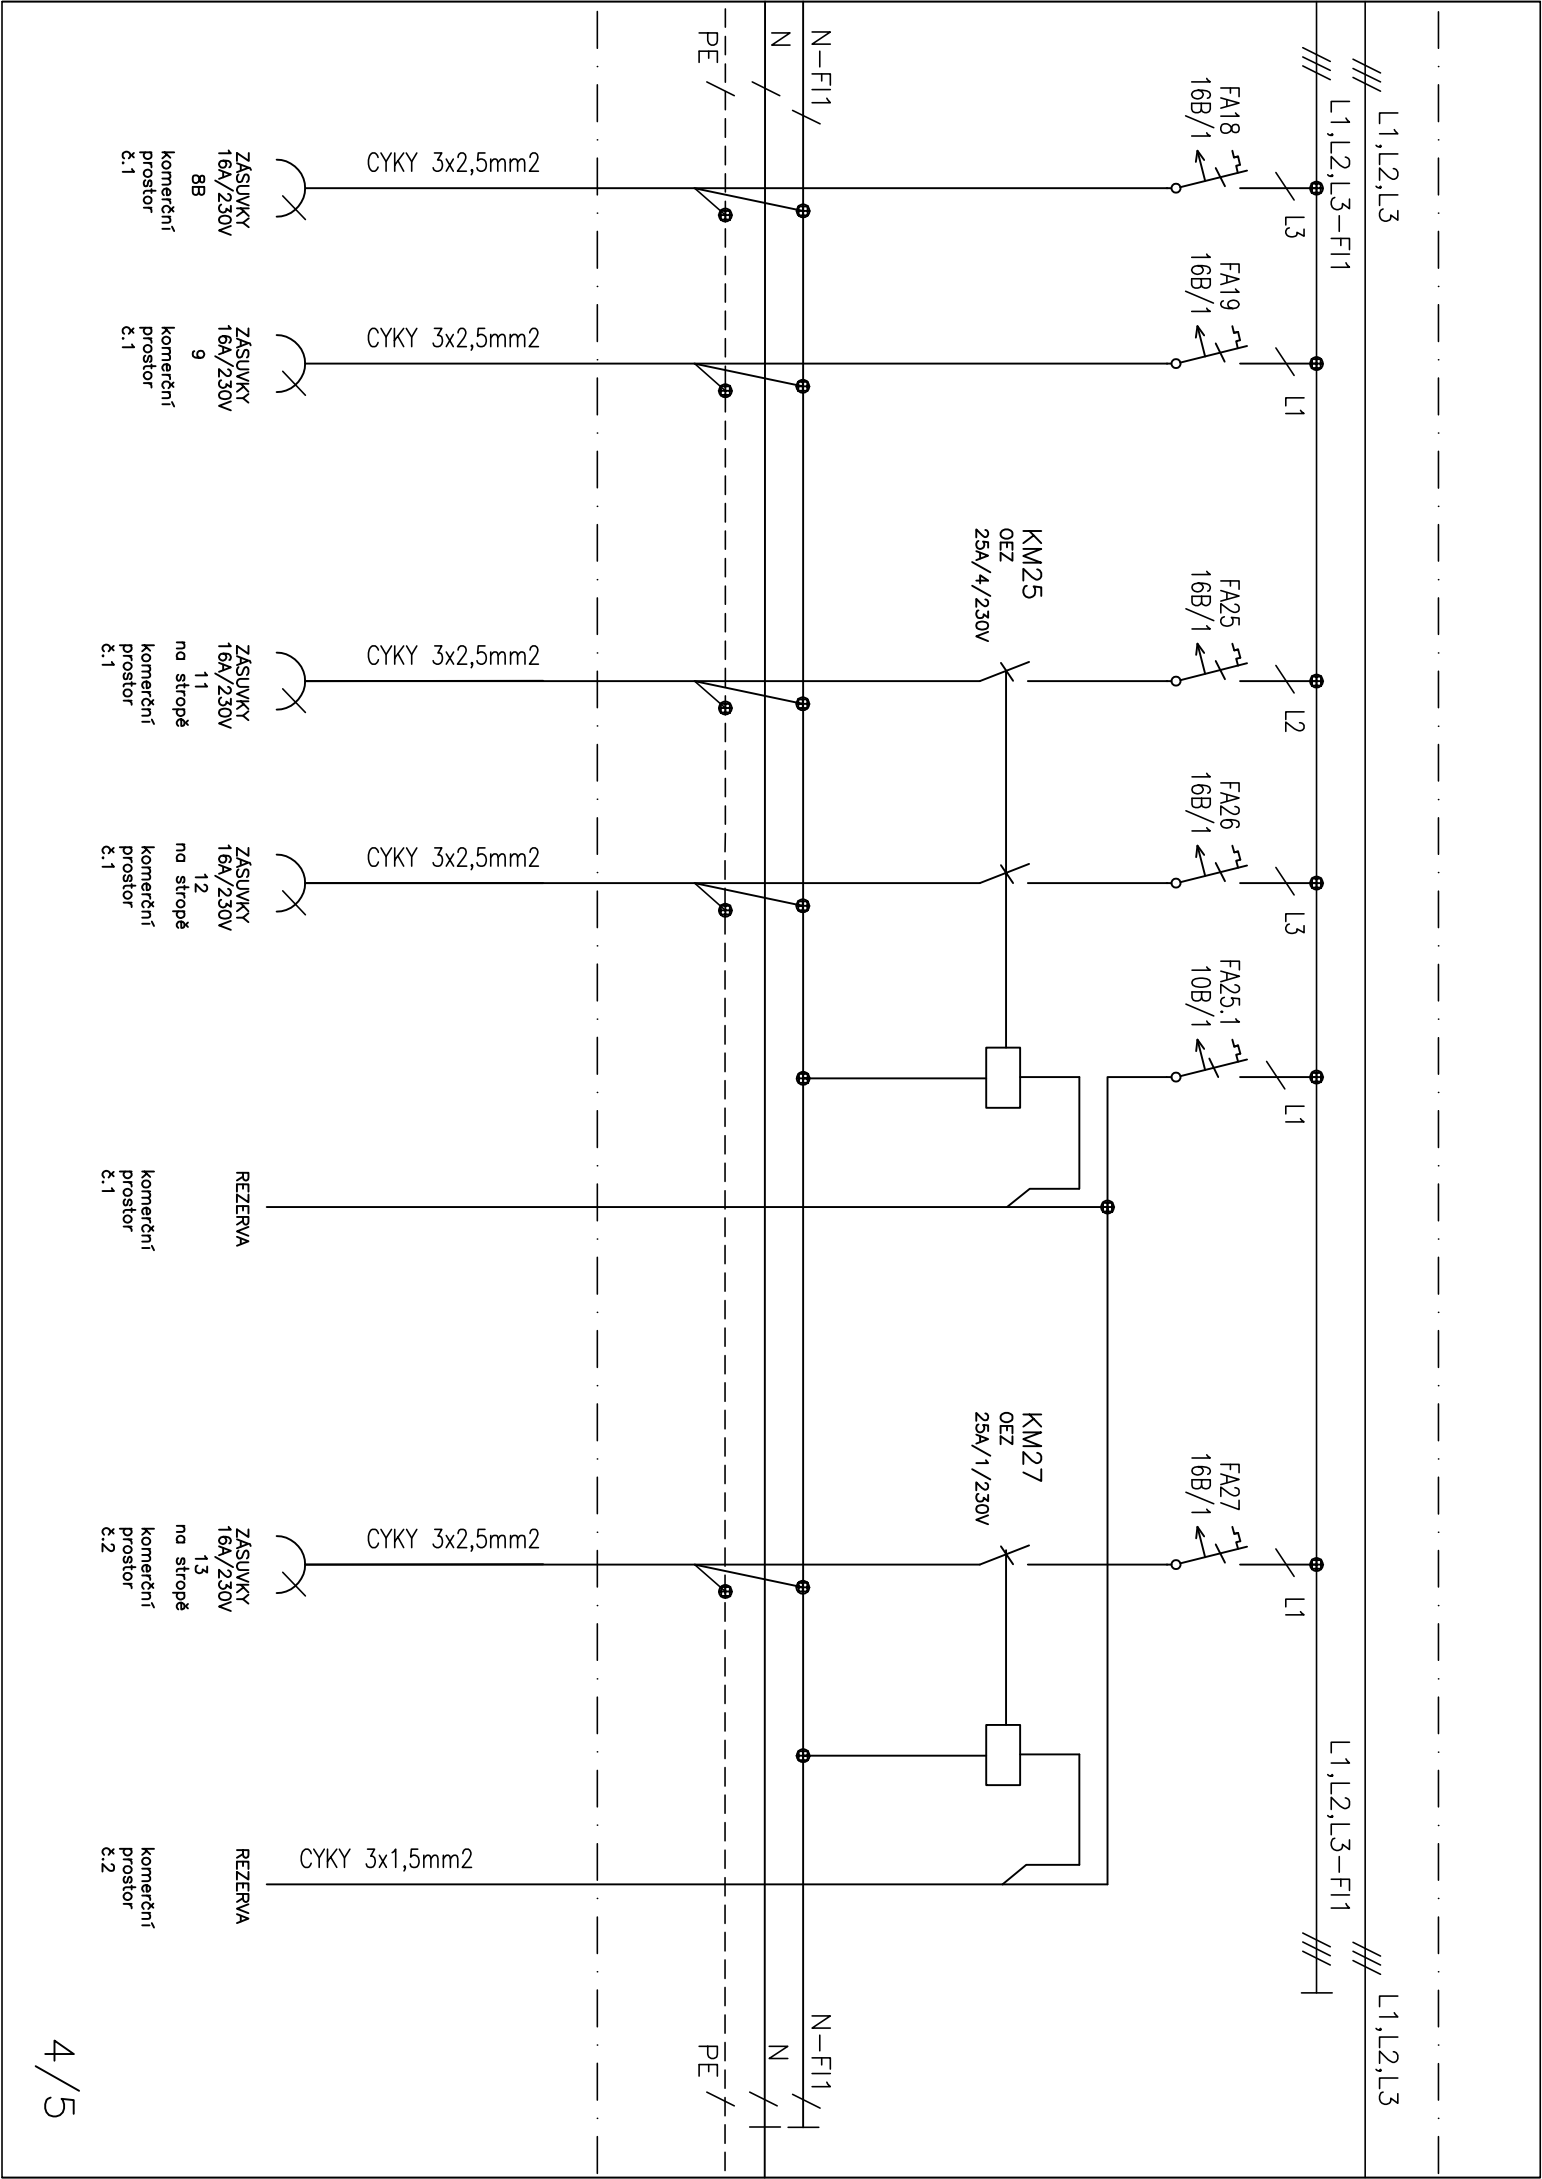 L1,L2,L3
L1,L2,L3
L1,L2,L3-FI1
L1,L2,L3-FI1
L3
FA18
16B/1
L1
FA19
16B/1
L2
FA25
16B/1
L3
FA26
16B/1
L1
FA25.1
10B/1
L1
FA27
16B/1
KM25
OEZ
25A/4/230V
KM27
OEZ
25A/1/230V
N-FI1
N-FI1
N
N
PE
PE
CYKY 3x2,5mm2
CYKY 3x2,5mm2
CYKY 3x2,5mm2
CYKY 3x2,5mm2
CYKY 3x2,5mm2
CYKY 3x1,5mm2
ZÁSUVKY
16A/230V
8B
komerční
prostor
č.1
ZÁSUVKY
16A/230V
9
komerční
prostor
č.1
ZÁSUVKY
16A/230V
11
na stropě
komerční
prostor
č.1
ZÁSUVKY
16A/230V
12
na stropě
komerční
prostor
č.1
REZERVA
komerční
prostor
č.1
ZÁSUVKY
16A/230V
13
na stropě
komerční
prostor
č.2
REZERVA
komerční
prostor
č.2
4/5